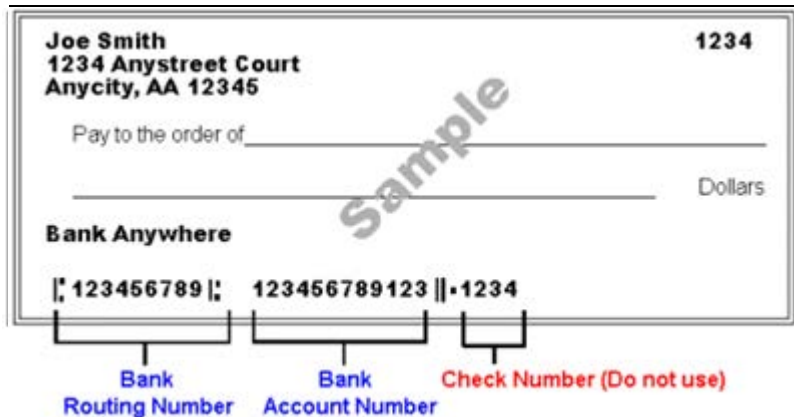 Joe Smith 1234
1234 Anystreet Court
Anycity, AA 12345
Sample
Pay to the order of
Dollars
Bank Anywhere
⑆123456789⑆ 123456789123⑈1234
Bank Bank Check Number (Do not use)
Routing Number Account Number